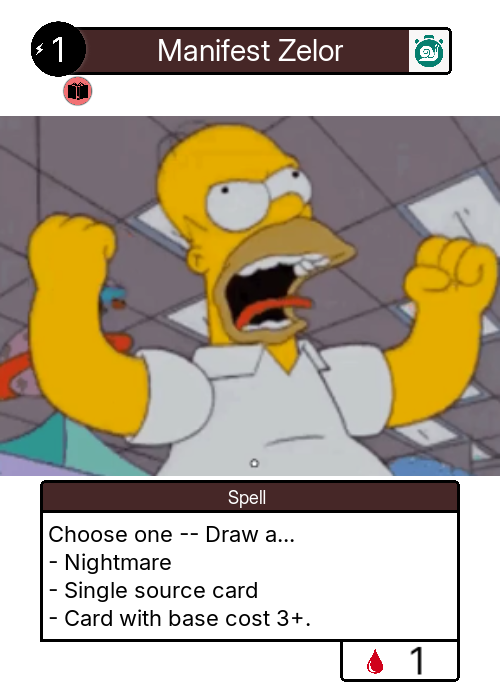 1
Manifest Zelor
Spell
Choose one -- Draw a...
- Nightmare
- Single source card
- Card with base cost 3+.
1